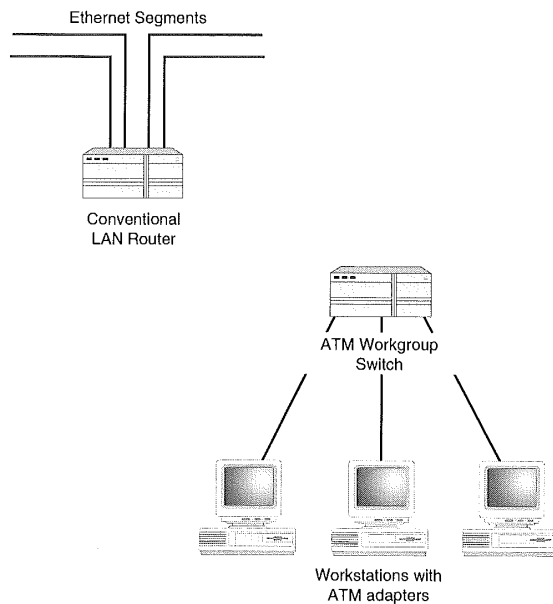 Ethernet Segments
Conventional
LAN Router
ATM Workgroup
Switch
Workstations with
ATM adapters